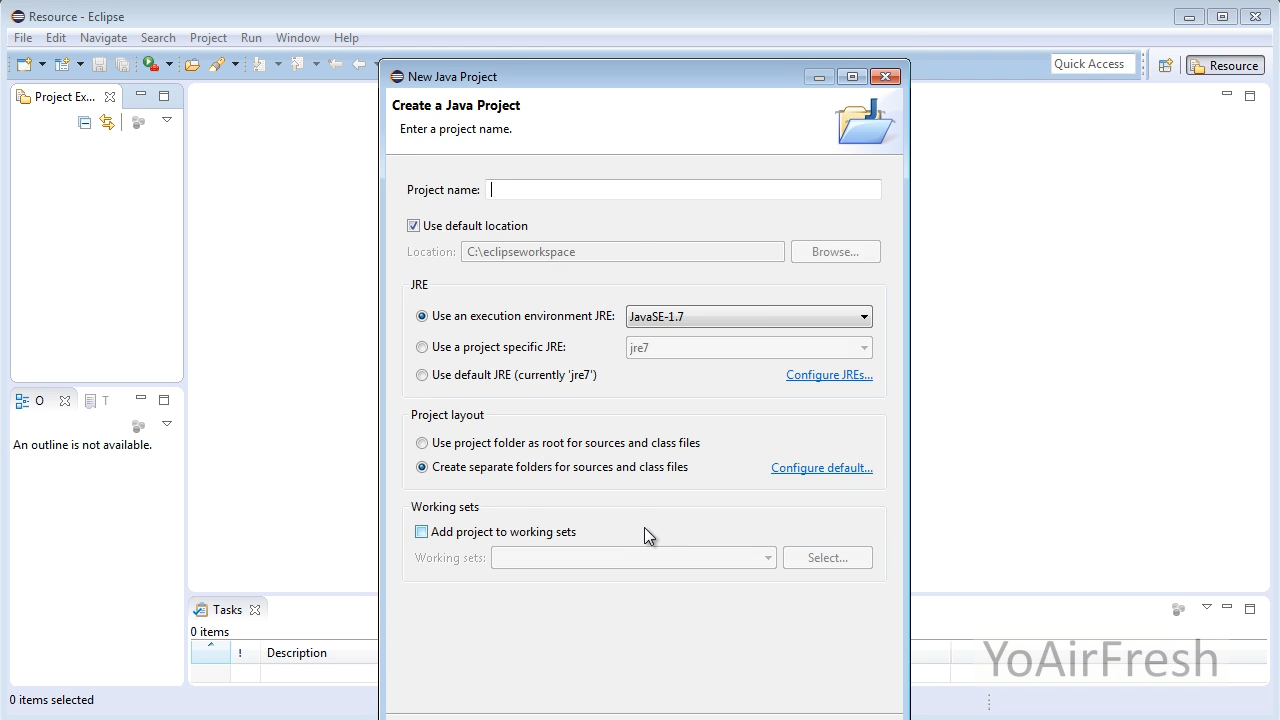 Resource - Eclipse
File Edit Navigate Search Project Run Window Help
Quick Access
Resource
Project Ex...
New Java Project
Create a Java Project
Enter a project name.
Project name:
Use default location
Location: C:\eclipseworkspace Browse...
JRE
Use an execution environment JRE: JavaSE-1.7
Use a project specific JRE: jre7
Use default JRE (currently 'jre7') Configure JREs...
Project layout
Use project folder as root for sources and class files
Create separate folders for sources and class files Configure default...
Working sets
Add project to working sets
Working sets: Select...
O T
An outline is not available.
Tasks
0 items
! Description
0 items selected
YoAirFresh